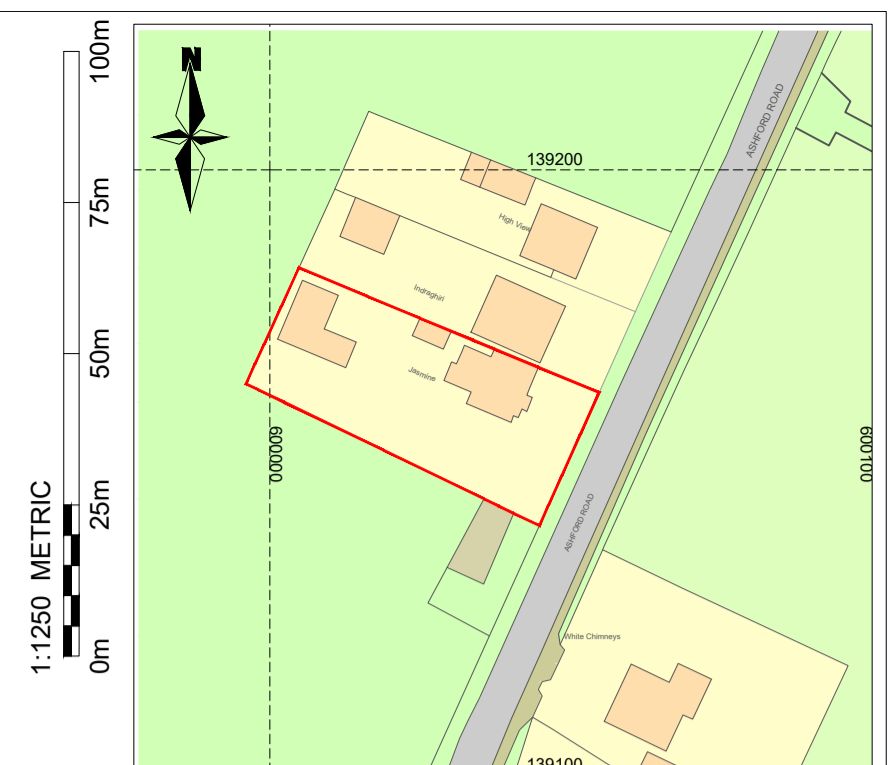 100m
75m
50m
25m
0m
1:1250 METRIC
N
139200
ASHFORD ROAD
High View
Indraghiri
Jasmine
600000
600100
ASHFORD ROAD
White Chimneys
139100